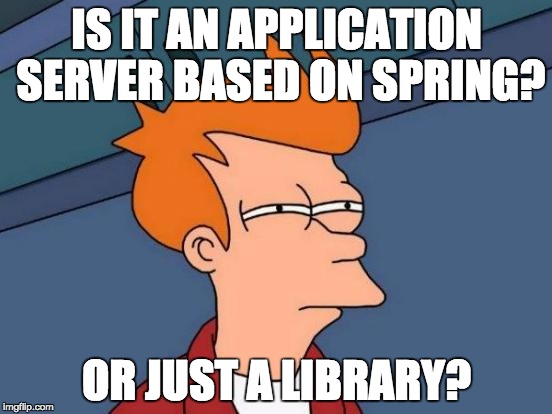 IS IT AN APPLICATION
SERVER BASED ON SPRING?
OR JUST A LIBRARY?
imgflip.com